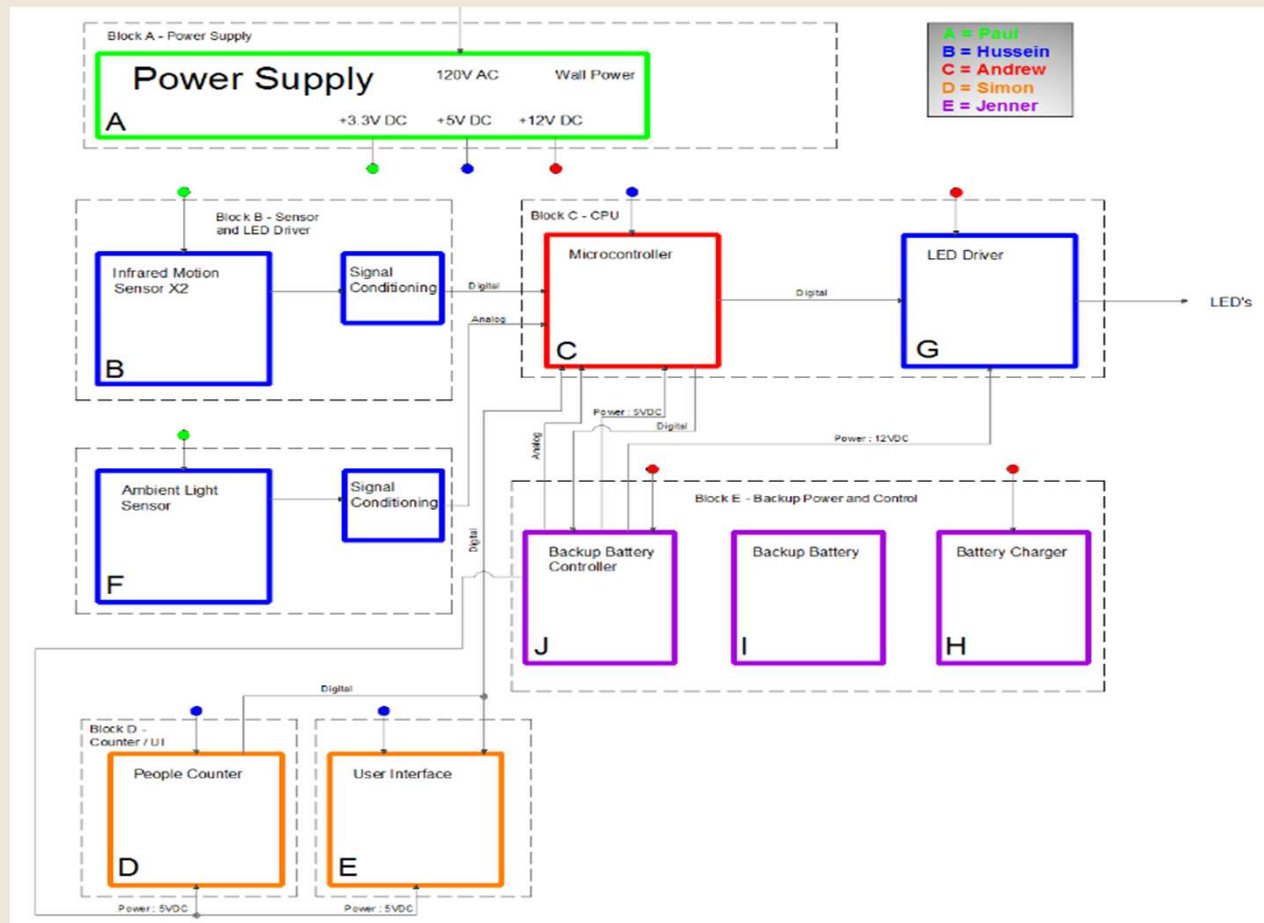 Block A - Power Supply
Power Supply
120V AC
Wall Power
A
+3.3V DC
+5V DC
+12V DC
A = Paul
B = Hussein
C = Andrew
D = Simon
E = Jenner
Block B - Sensor
and LED Driver
Infrared Motion
Sensor X2
B
Signal
Conditioning
Digital
Analog
Block C - CPU
Microcontroller
C
Digital
LED Driver
G
LED's
Ambient Light
Sensor
F
Signal
Conditioning
Power : 5VDC
Digital
Analog
Power : 12VDC
Digital
Block E - Backup Power and Control
Backup Battery
Controller
J
Backup Battery
I
Battery Charger
H
Digital
Block D -
Counter / UI
People Counter
D
User Interface
E
Power : 5VDC
Power : 5VDC